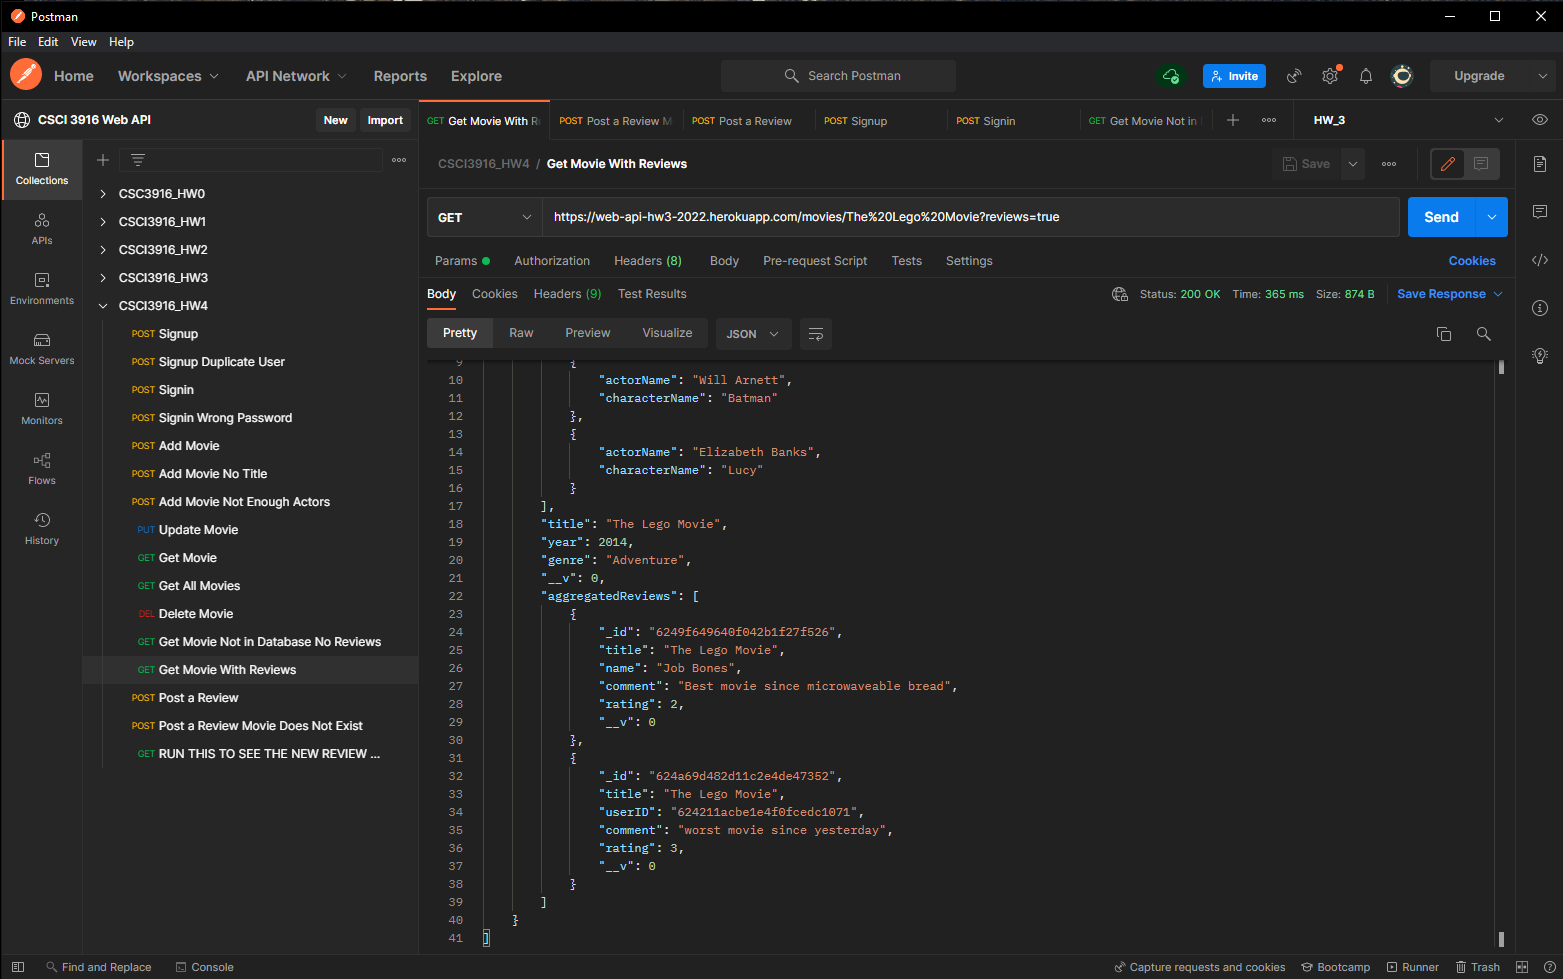 Postman
File Edit View Help
Home Workspaces API Network Reports Explore Search Postman Invite Upgrade
CSCI 3916 Web API New Import
GET Get Movie With R POST Post a Review M POST Post a Review POST Signup POST Signin GET Get Movie Not in HW_3
Collections
APIs
Environments
Mock Servers
Monitors
Flows
History
CSC3916_HW0
CSCI3916_HW1
CSCI3916_HW2
CSCI3916_HW3
CSCI3916_HW4
POST Signup
POST Signup Duplicate User
POST Signin
POST Signin Wrong Password
POST Add Movie
POST Add Movie No Title
POST Add Movie Not Enough Actors
PUT Update Movie
GET Get Movie
GET Get All Movies
DEL Delete Movie
GET Get Movie Not in Database No Reviews
GET Get Movie With Reviews
POST Post a Review
POST Post a Review Movie Does Not Exist
GET RUN THIS TO SEE THE NEW REVIEW ...
CSCI3916_HW4 / Get Movie With Reviews Save
GET https://web-api-hw3-2022.herokuapp.com/movies/The%20Lego%20Movie?reviews=true Send
Params Authorization Headers (8) Body Pre-request Script Tests Settings Cookies
Body Cookies Headers (9) Test Results Status: 200 OK Time: 365 ms Size: 874 B Save Response
Pretty Raw Preview Visualize JSON
9 {
10 "actorName": "Will Arnett",
11 "characterName": "Batman"
12 },
13 {
14 "actorName": "Elizabeth Banks",
15 "characterName": "Lucy"
16 }
17 ],
18 "title": "The Lego Movie",
19 "year": 2014,
20 "genre": "Adventure",
21 "__v": 0,
22 "aggregatedReviews": [
23 {
24 "_id": "6249f649640f042b1f27f526",
25 "title": "The Lego Movie",
26 "name": "Job Bones",
27 "comment": "Best movie since microwaveable bread",
28 "rating": 2,
29 "__v": 0
30 },
31 {
32 "_id": "624a69d482d11c2e4de47352",
33 "title": "The Lego Movie",
34 "userID": "624211acbe1e4f0fcedc1071",
35 "comment": "worst movie since yesterday",
36 "rating": 3,
37 "__v": 0
38 }
39 ]
40 }
41 ]
Find and Replace Console Capture requests and cookies Bootcamp Runner Trash